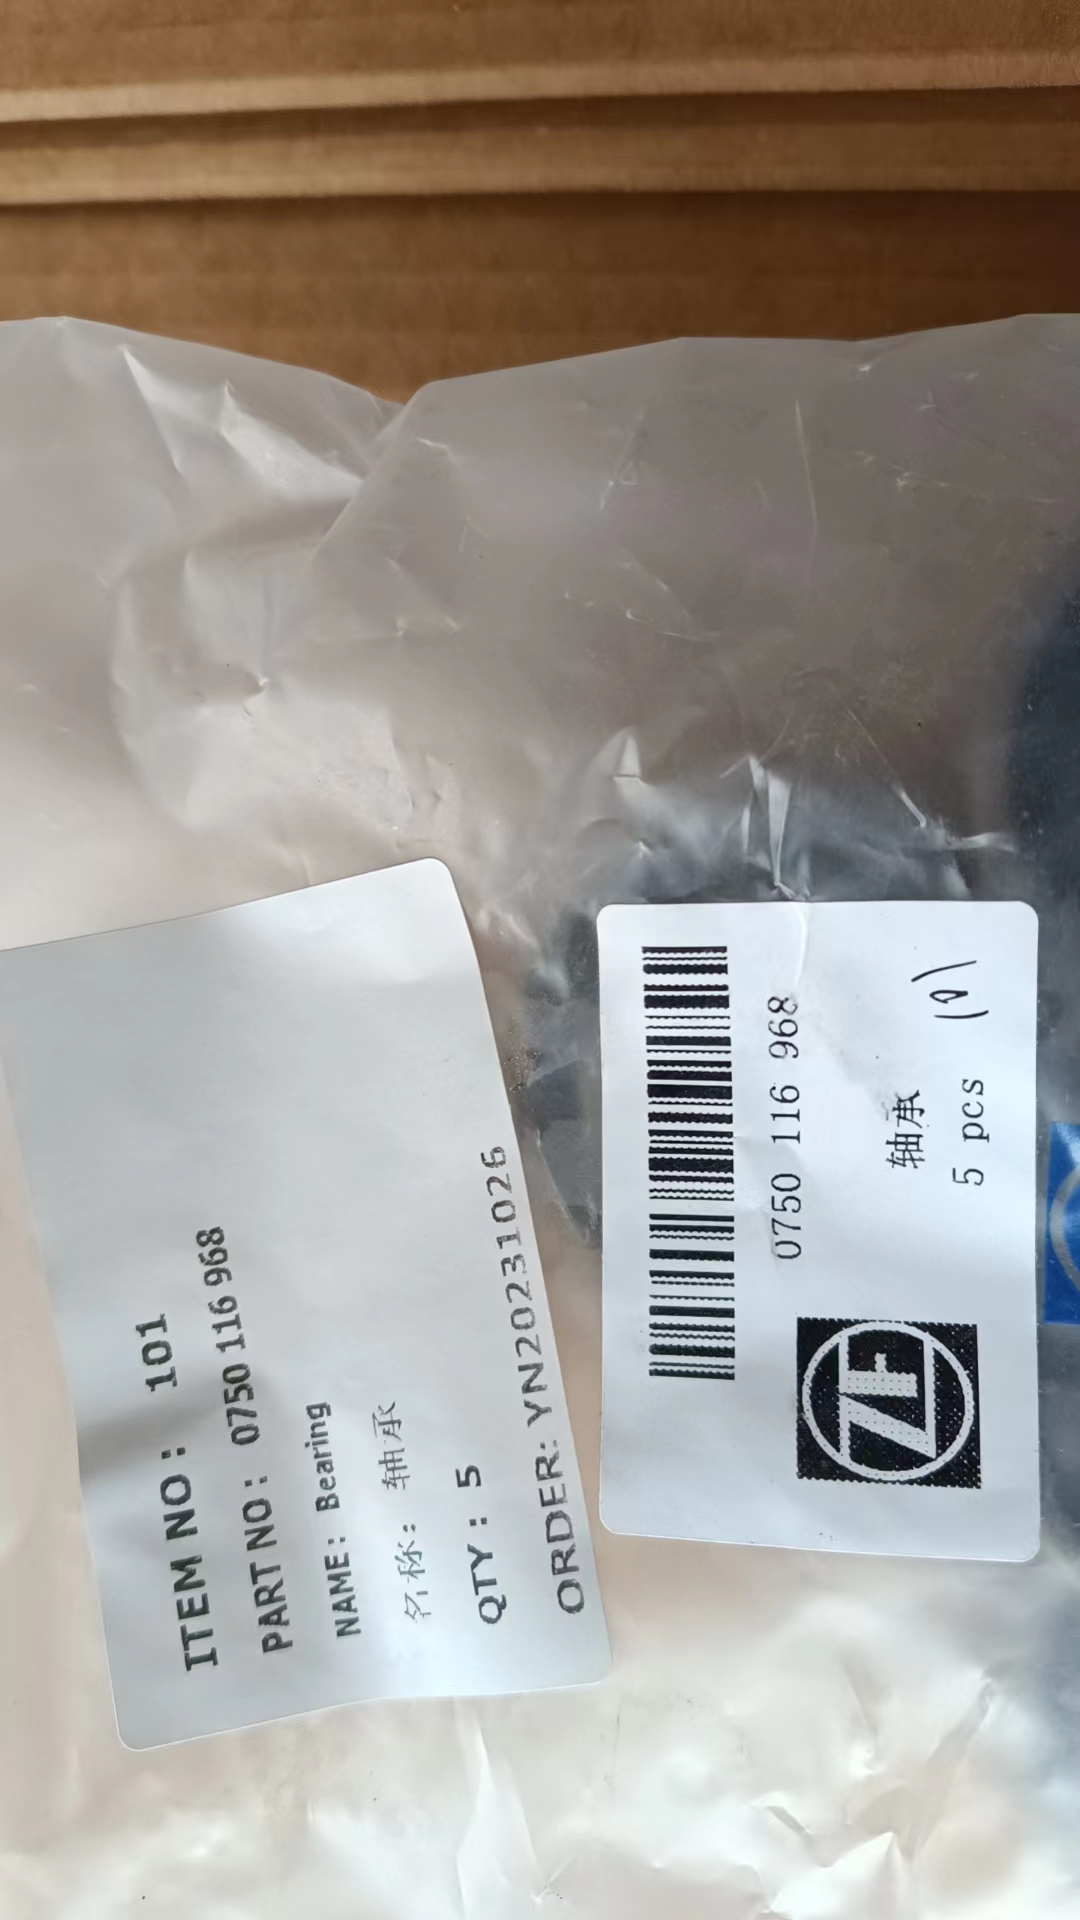 ITEM NO: 101
PART NO: 0750 116 968
NAME: Bearing
名称: 轴承
QTY: 5
ORDER: YN20231026
0750 116 968
轴承
5 pcs
ZF